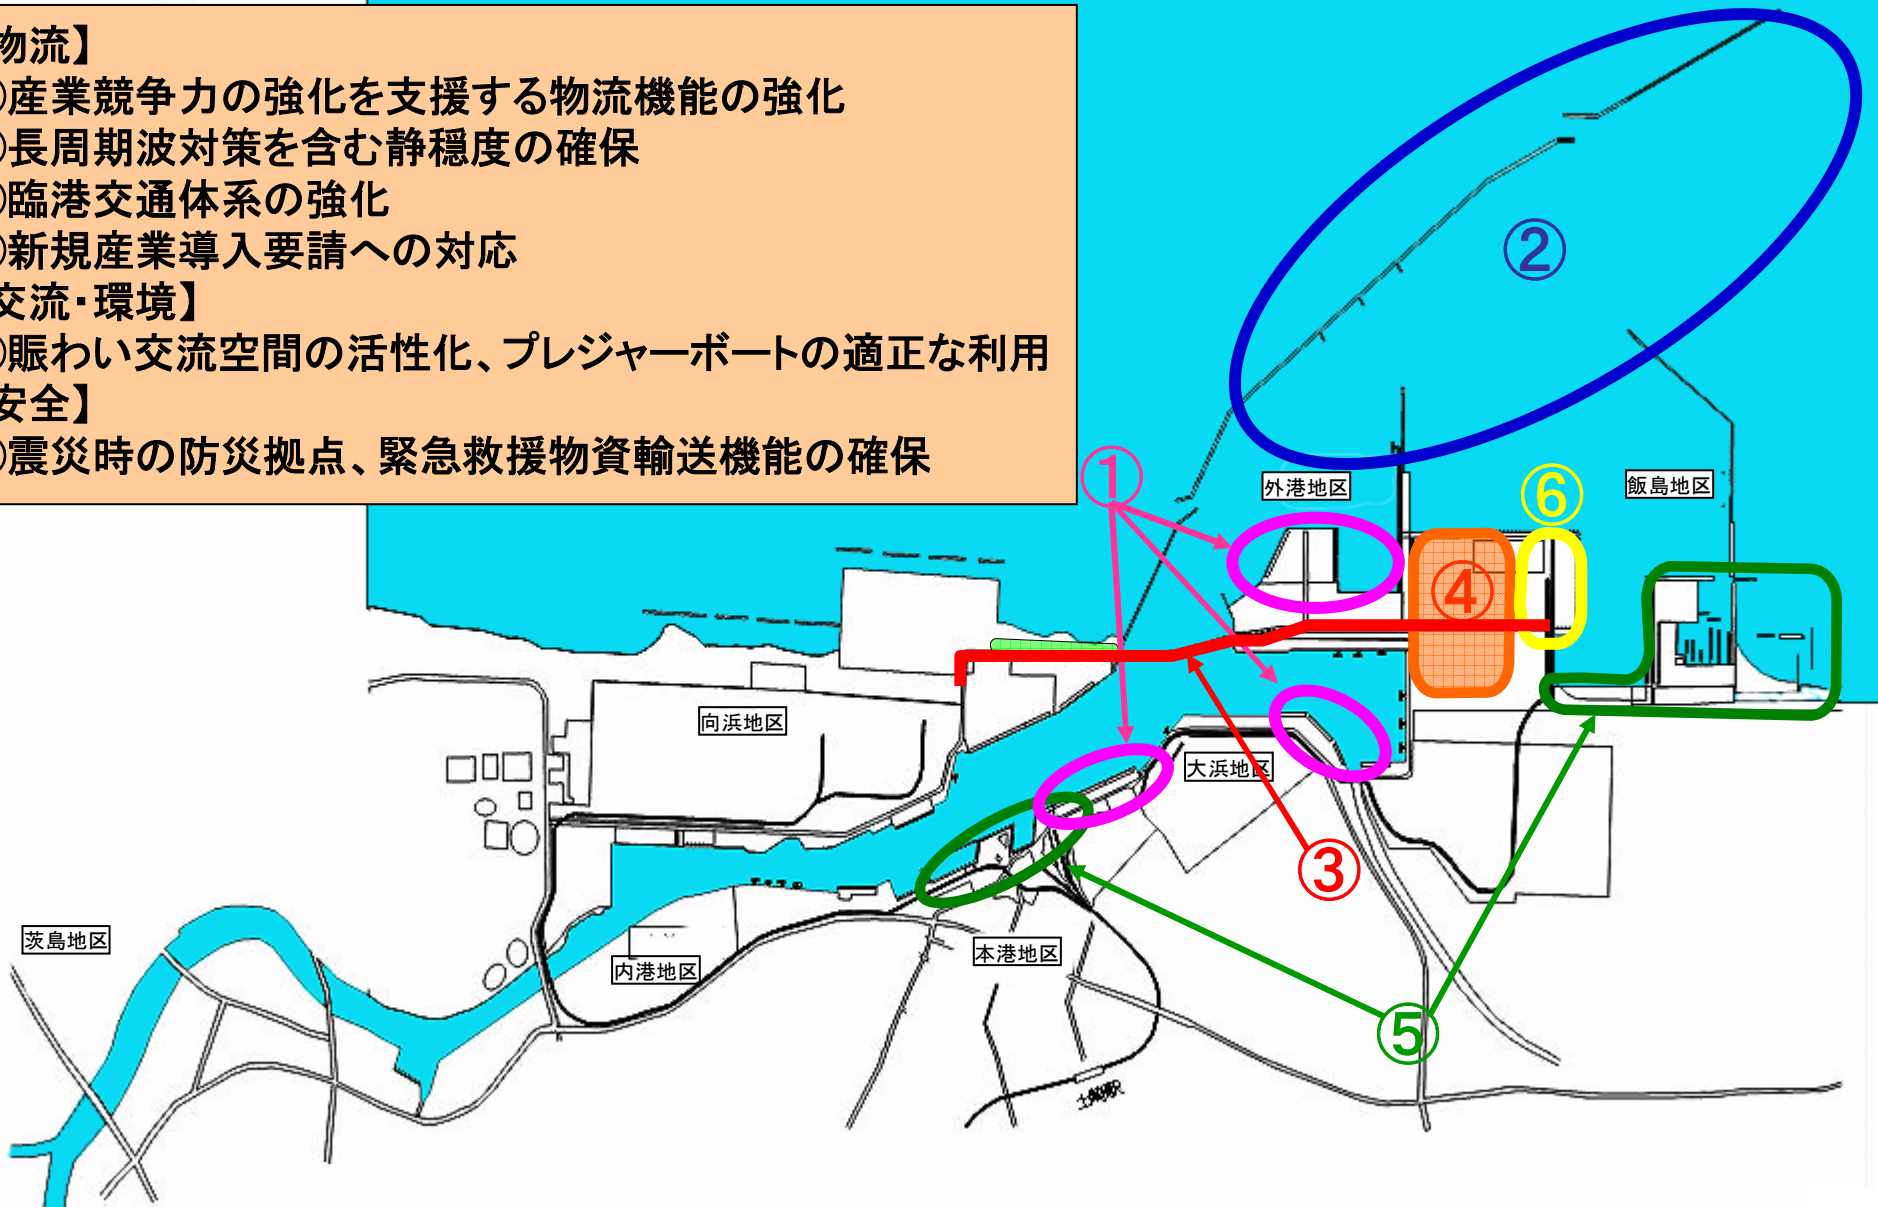 物流】
産業競争力の強化を支援する物流機能の強化
長周期波対策を含む静穏度の確保
臨港交通体系の強化
新規産業導入要請への対応
交流・環境】
賑わい交流空間の活性化、プレジャーボートの適正な利用
安全】
震災時の防災拠点、緊急救援物資輸送機能の確保
②
①
外港地区
⑥
飯島地区
④
向浜地区
大浜地区
③
茨島地区
内港地区
本港地区
⑤